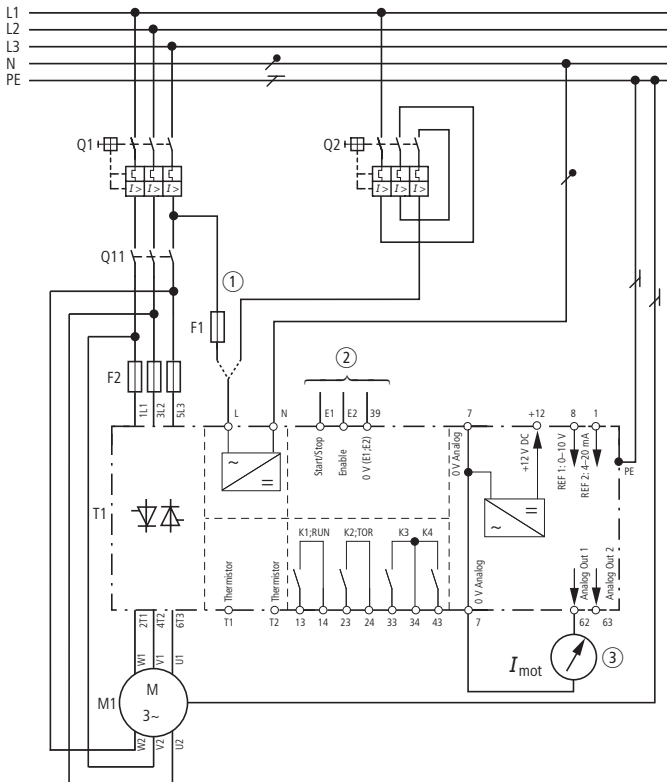 L1
L2
L3
N
PE
Q1
I> I> I>
Q2
I> I> I>
Q11
①
F1
②
F2
1L1 3L2 5L3
L N E1 E2 39 7 +12 8 1
Start/Stop
Enable
0 V (E1;E2)
0 V Analog
+12 V DC
REF 1: 0–10 V
REF 2: 4–20 mA
PE
~
=
~
=
T1
K1;RUN K2;TOR K3 K4
Thermistor
Thermistor
0 V Analog
Analog Out 1
Analog Out 2
2T1 4T2 6T3
T1 T2 13 14 23 24 33 34 43 7 62 63
W1 V1 U1
I mot
③
M1
M
3~
W2 V2 U2